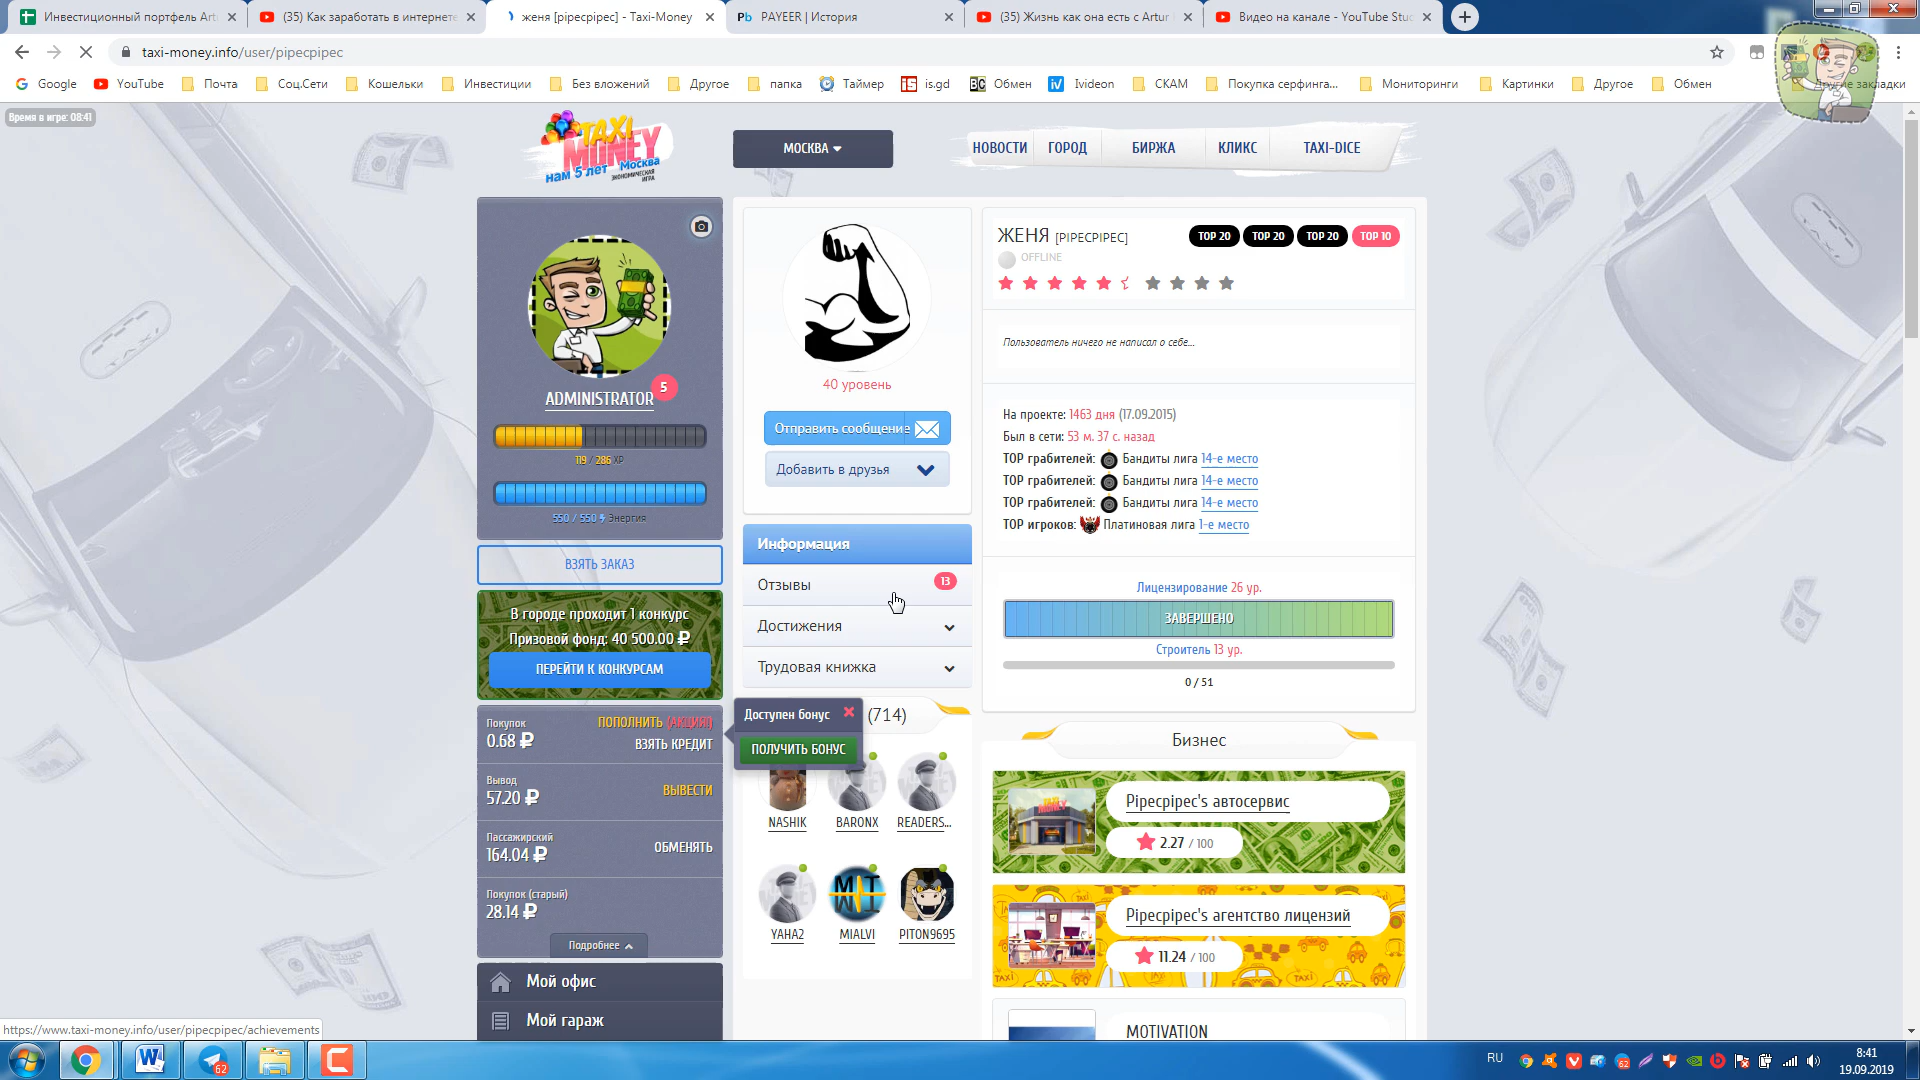 Инвестиционный портфель Art
(35) Как заработать в интернете
женя [pipecpipec] - Taxi-Money
PAYEER | История
(35) Жизнь как она есть с Artur
Видео на канале - YouTube Stud
taxi-money.info/user/pipecpipec
Google
YouTube
Почта
Соц.Сети
Кошельки
Инвестиции
Без вложений
Другое
папка
Таймер
is.gd
Обмен
Ivideon
СКАМ
Покупка серфинга...
Мониторинги
Картинки
Другое
Обмен
Другие закладки
Время в игре: 08:41
TAXI
MONEY
нам 5 лет Москва
ЭКОНОМИЧЕСКАЯ
ИГРА
МОСКВА
НОВОСТИ
ГОРОД
БИРЖА
КЛИКС
TAXI-DICE
ADMINISTRATOR
5
119 / 286 XP
550 / 550 Энергия
ВЗЯТЬ ЗАКАЗ
В городе проходит 1 конкурс
Призовой фонд: 40 500.00 ₽
ПЕРЕЙТИ К КОНКУРСАМ
Покупок
0.68 ₽
ПОПОЛНИТЬ (АКЦИЯ!)
ВЗЯТЬ КРЕДИТ
Вывод
57.20 ₽
ВЫВЕСТИ
Пассажирский
164.04 ₽
ОБМЕНЯТЬ
Покупок (старый)
28.14 ₽
Подробнее
Мой офис
Мой гараж
40 уровень
Отправить сообщение
Добавить в друзья
Информация
Отзывы
13
Достижения
Трудовая книжка
Доступен бонус
ПОЛУЧИТЬ БОНУС
(714)
NASHIK
BARONX
READERS...
YAHA2
MIALVI
PITON9695
ЖЕНЯ [PIPECPIPEC]
TOP 20
TOP 20
TOP 20
TOP 10
OFFLINE
Пользователь ничего не написал о себе...
На проекте: 1463 дня (17.09.2015)
Был в сети: 53 м. 37 с. назад
TOP грабителей: Бандиты лига 14-е место
TOP грабителей: Бандиты лига 14-е место
TOP грабителей: Бандиты лига 14-е место
TOP игроков: Платиновая лига 1-е место
Лицензирование 26 ур.
ЗАВЕРШЕНО
Строитель 13 ур.
0 / 51
Бизнес
Pipecpipec's автосервис
2.27 / 100
Pipecpipec's агентство лицензий
11.24 / 100
MOTIVATION
https://www.taxi-money.info/user/pipecpipec/achievements
62
RU
62
8:41
19.09.2019